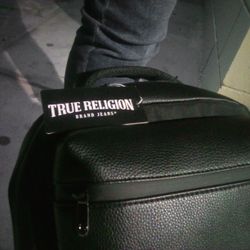 TRUE RELIGION
BRAND JEANS®